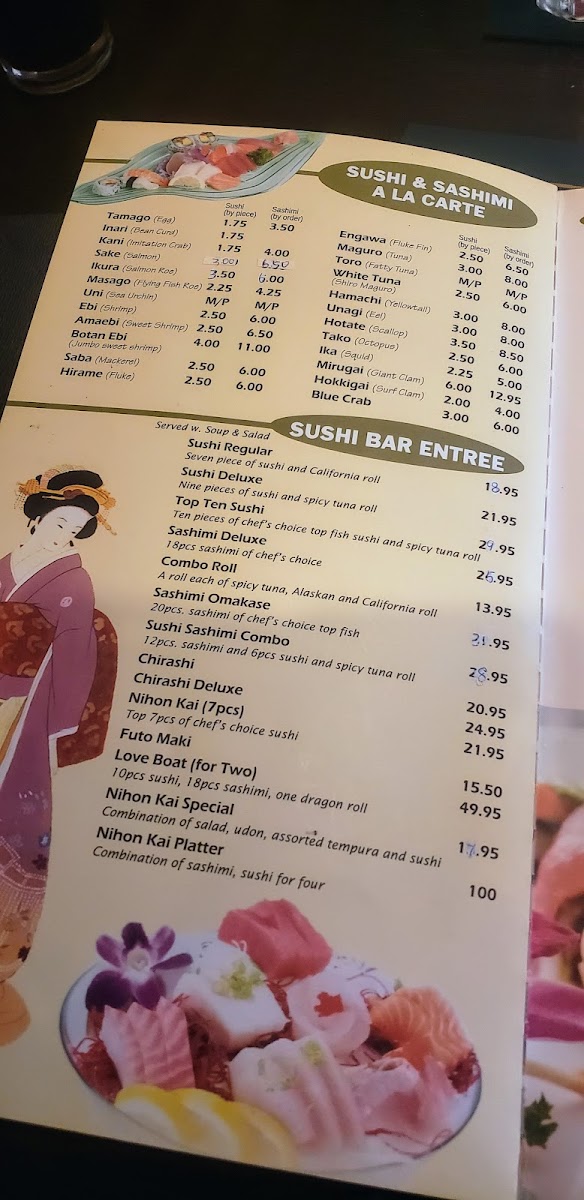 SUSHI & SASHIMI
A LA CARTE
Sushi (by piece) Sashimi (by order)
Tamago (Egg) 1.75 3.50
Inari (Bean Curd) 1.75
Kani (Imitation Crab) 1.75 4.00
Sake (Salmon) 3.00 6.50
Ikura (Salmon Roe) 3.50 6.00
Masago (Flying Fish Roe) 2.25 4.25
Uni (Sea Urchin) M/P M/P
Ebi (Shrimp) 2.50 6.00
Amaebi (Sweet Shrimp) 2.50 6.50
Botan Ebi 4.00 11.00
(Jumbo sweet shrimp)
Saba (Mackerel) 2.50 6.00
Hirame (Fluke) 2.50 6.00
Sushi (by piece) Sashimi (by order)
Engawa (Fluke Fin) 2.50 6.50
Maguro (Tuna) 3.00 8.00
Toro (Fatty Tuna) M/P M/P
White Tuna 2.50 6.00
(Shiro Maguro)
Hamachi (Yellowtail) 3.00 8.00
Unagi (Eel) 3.00 8.00
Hotate (Scallop) 3.50 8.50
Tako (Octopus) 2.50 6.00
Ika (Squid) 2.25 5.00
Mirugai (Giant Clam) 6.00 12.95
Hokkigai (Surf Clam) 2.00 4.00
Blue Crab 3.00 6.00
Served w. Soup & Salad
SUSHI BAR ENTREE
Sushi Regular 18.95
Seven piece of sushi and California roll
Sushi Deluxe 21.95
Nine pieces of sushi and spicy tuna roll
Top Ten Sushi 29.95
Ten pieces of chef's choice top fish sushi and spicy tuna roll
Sashimi Deluxe 26.95
18pcs sashimi of chef's choice
Combo Roll 13.95
A roll each of spicy tuna, Alaskan and California roll
Sashimi Omakase 31.95
20pcs. sashimi of chef's choice top fish
Sushi Sashimi Combo 28.95
12pcs. sashimi and 6pcs sushi and spicy tuna roll
Chirashi 20.95
Chirashi Deluxe 24.95
Nihon Kai (7pcs) 21.95
Top 7pcs of chef's choice sushi
Futo Maki 15.50
Love Boat (for Two) 49.95
10pcs sushi, 18pcs sashimi, one dragon roll
Nihon Kai Special 17.95
Combination of salad, udon, assorted tempura and sushi
Nihon Kai Platter 100
Combination of sashimi, sushi for four